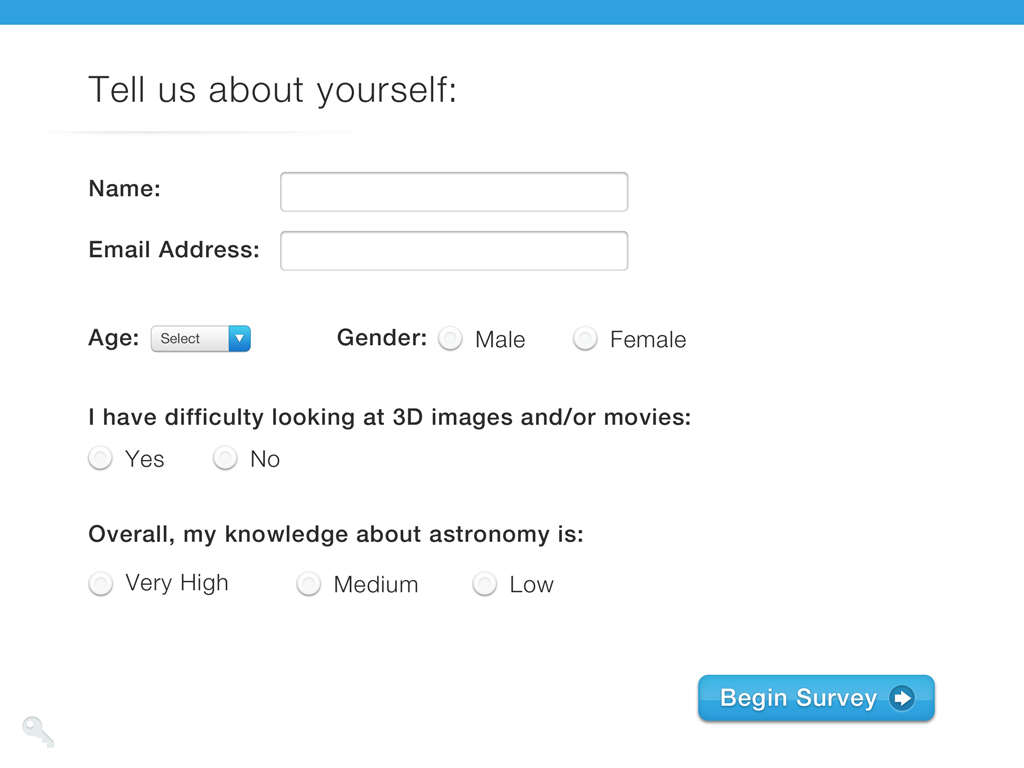 Tell us about yourself:
Name:
Email Address:
Age: Select Gender: Male Female
I have difficulty looking at 3D images and/or movies:
Yes No
Overall, my knowledge about astronomy is:
Very High Medium Low
Begin Survey